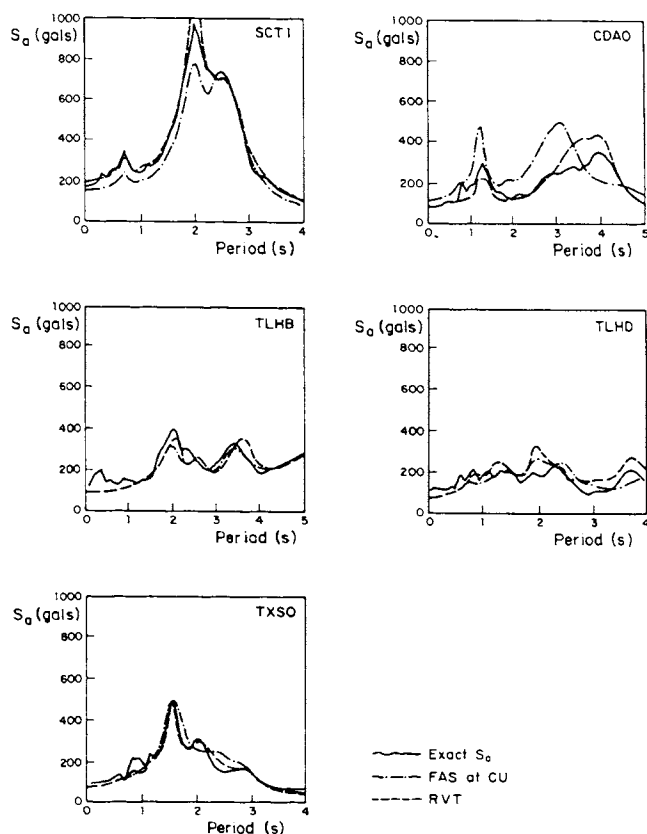 1000
Sa (gals)
SCT1
800
600
400
200
0
0 1 2 3 4
Period (s)
1000
Sa (gals)
CDAO
800
600
400
200
0
0 1 2 3 4 5
Period (s)
1000
Sa (gals)
TLHB
800
600
400
200
0
0 1 2 3 4 5
Period (s)
1000
Sa (gals)
TLHD
800
600
400
200
0
0 1 2 3 4
Period (s)
1000
Sa (gals)
TXSO
800
600
400
200
0
0 1 2 3 4
Period (s)
Exact Sa
FAS at CU
RVT